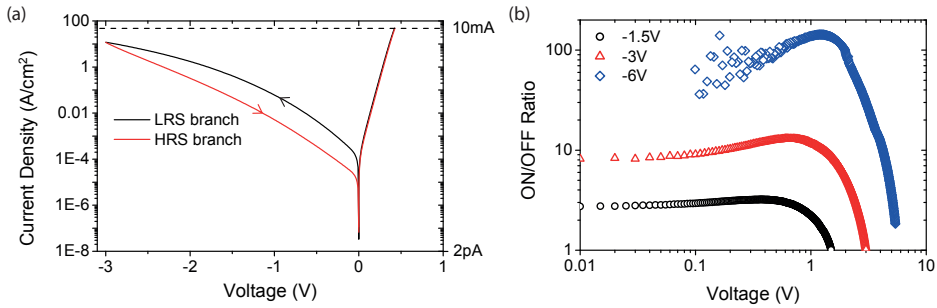 (a)
Current Density (A/cm²)
100
1
0.01
1E-4
1E-6
1E-8
10mA
2pA
LRS branch
HRS branch
-3
-2
-1
0
1
Voltage (V)
(b)
ON/OFF Ratio
100
10
1
-1.5V
-3V
-6V
0.01
0.1
1
10
Voltage (V)